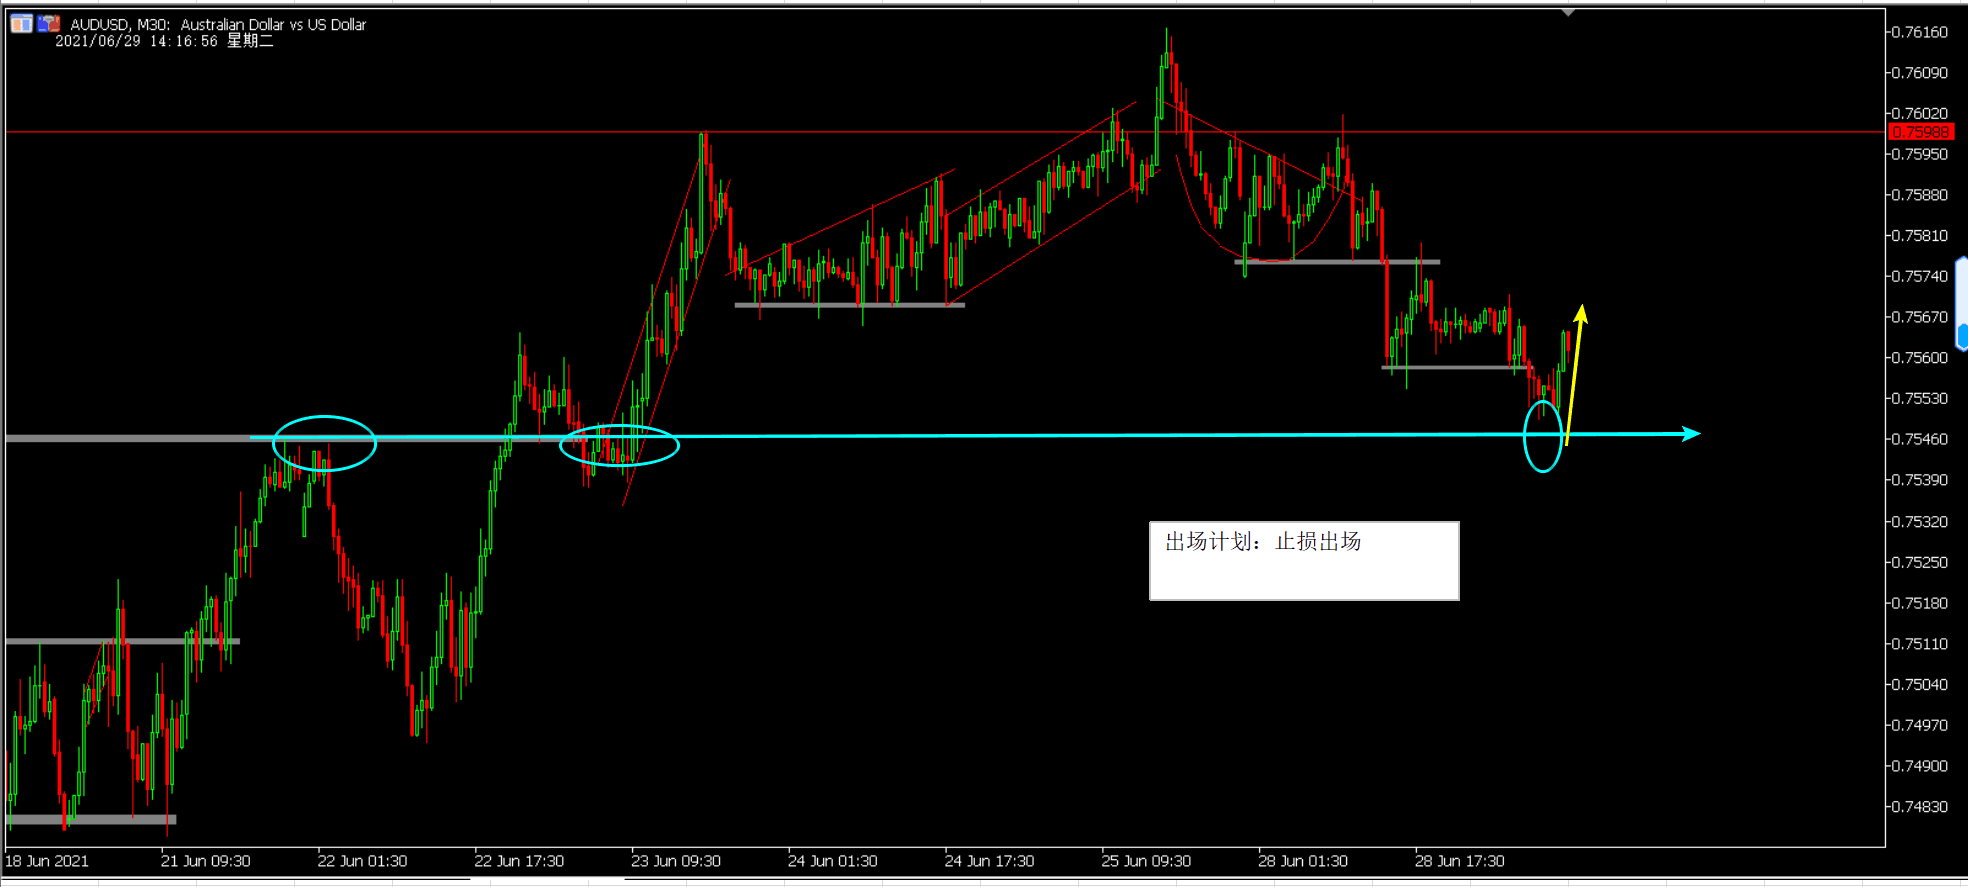 AUDUSD, M30:  Australian Dollar vs US Dollar
2021/06/29 14:16:56 星期二
0.76160
0.76090
0.76020
0.75988
0.75950
0.75880
0.75810
0.75740
0.75670
0.75600
0.75530
0.75460
0.75390
0.75320
0.75250
0.75180
0.75110
0.75040
0.74970
0.74900
0.74830
出场计划：止损出场
18 Jun 2021
21 Jun 09:30
22 Jun 01:30
22 Jun 17:30
23 Jun 09:30
24 Jun 01:30
24 Jun 17:30
25 Jun 09:30
28 Jun 01:30
28 Jun 17:30